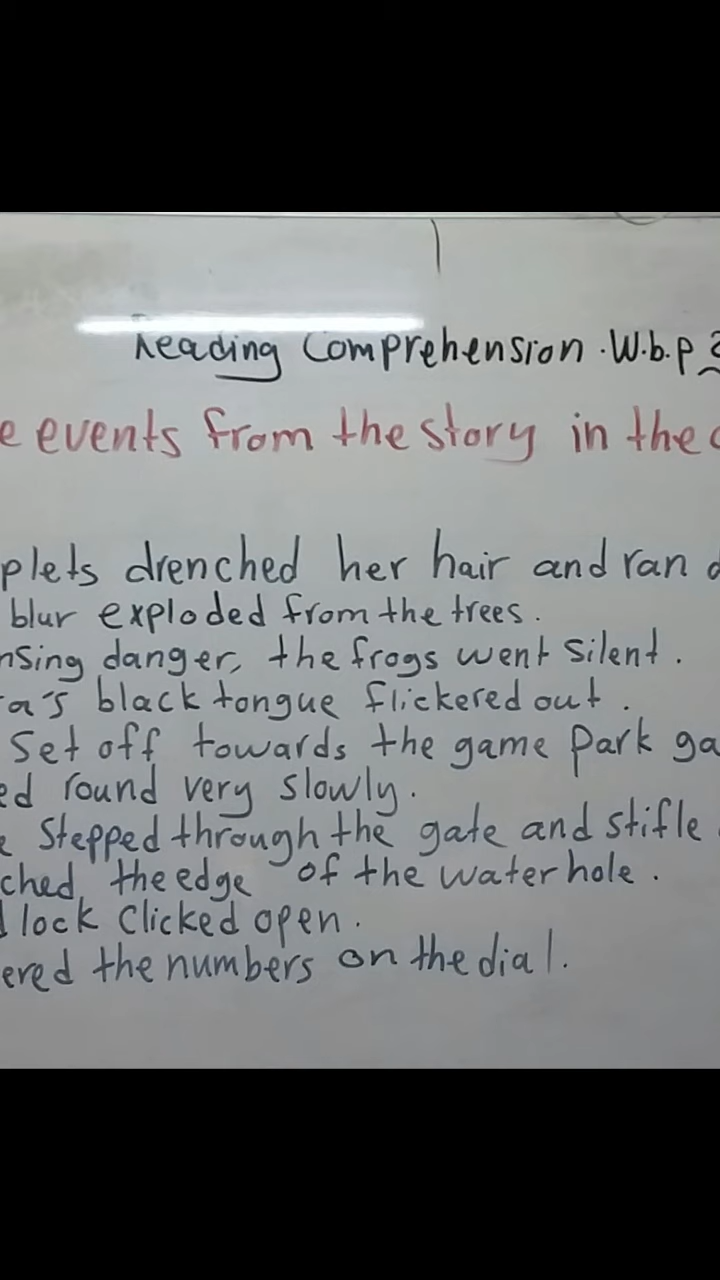 Reading Comprehension .W.b.p 2
e events from the story in the
plets drenched her hair and ran
blur exploded from the trees.
nsing danger, the frogs went silent.
a's black tongue flickered out.
Set off towards the game park ga
ed round very slowly.
e Stepped through the gate and stifle
ched the edge of the water hole.
d lock clicked open.
ered the numbers on the dial.